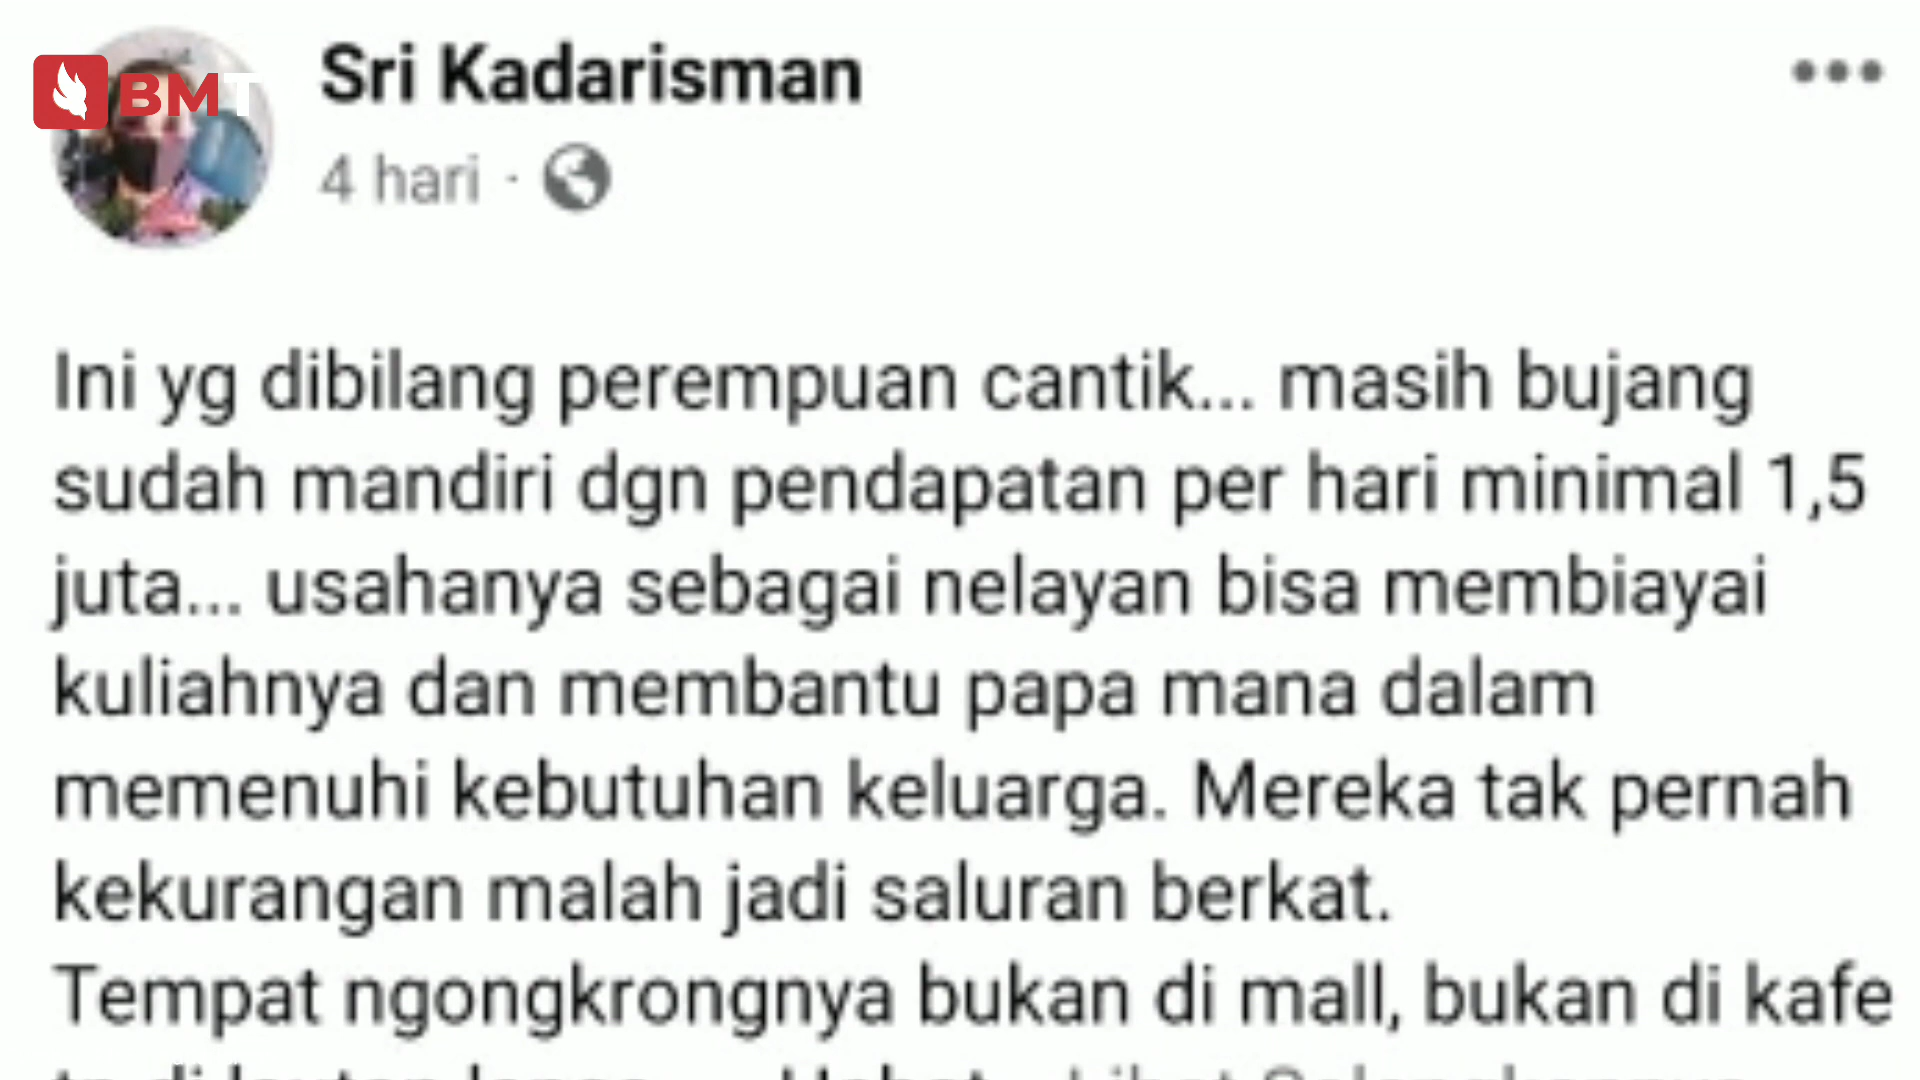 BMT
Sri Kadarisman
4 hari ·
Ini yg dibilang perempuan cantik... masih bujang
sudah mandiri dgn pendapatan per hari minimal 1,5
juta... usahanya sebagai nelayan bisa membiayai
kuliahnya dan membantu papa mana dalam
memenuhi kebutuhan keluarga. Mereka tak pernah
kekurangan malah jadi saluran berkat.
Tempat ngongkrongnya bukan di mall, bukan di kafe